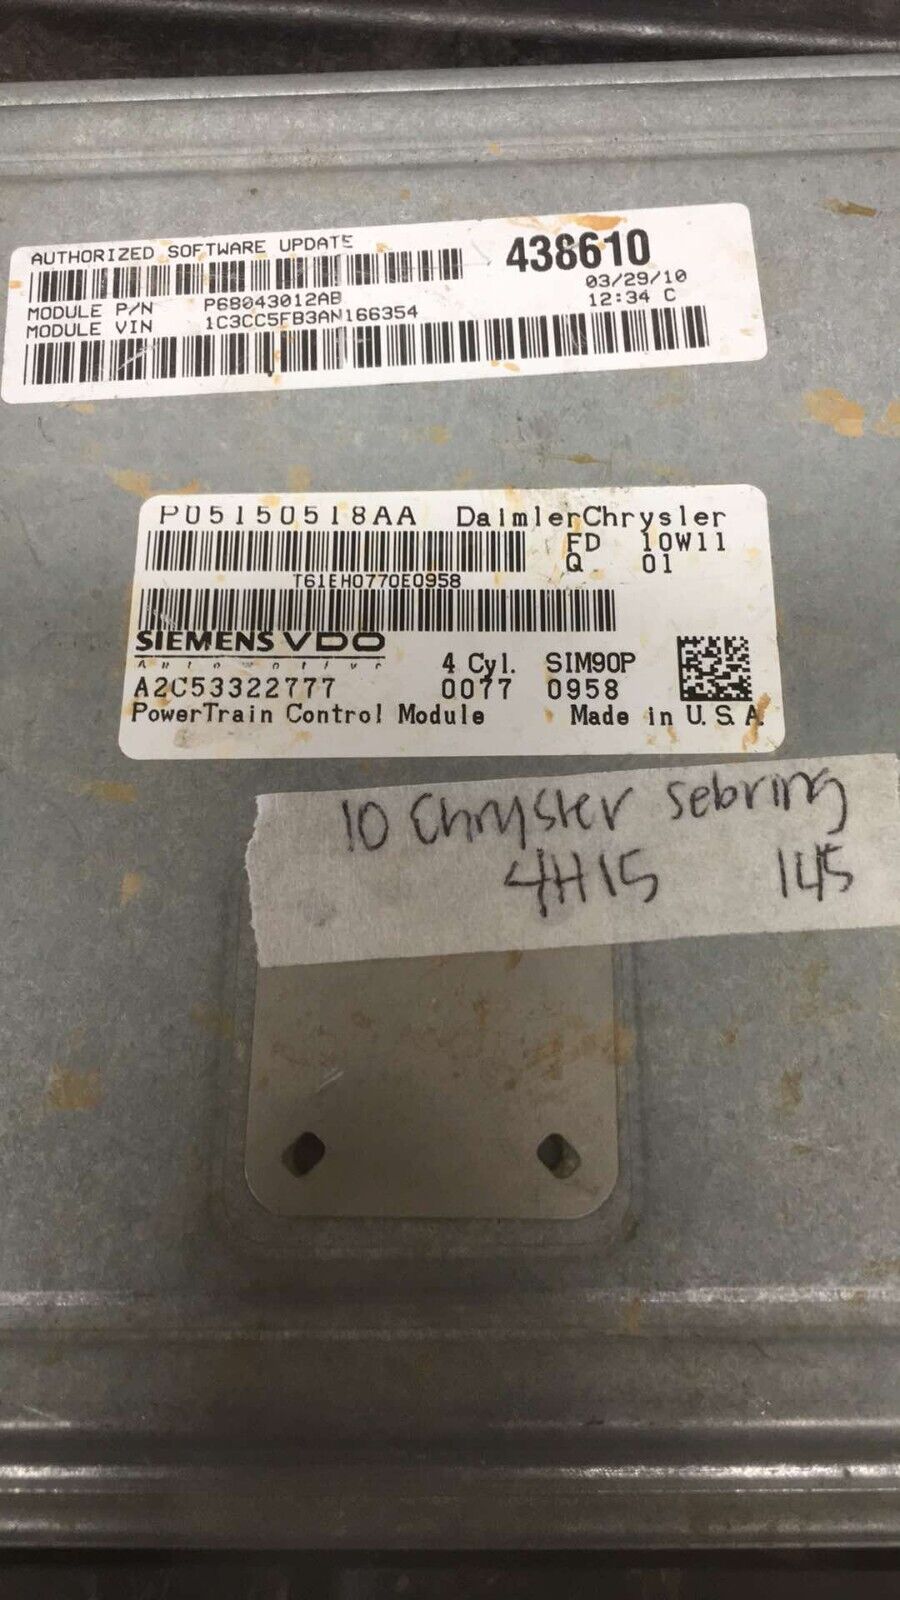 AUTHORIZED SOFTWARE UPDATE
438610
MODULE P/N P68043012AB
03/29/10
MODULE VIN 1C3CC5FB3AN166354
12:34 C
P05150518AA DaimlerChrysler
FD 10W11
Q 01
T61EH0770E0958
SIEMENS VDO
Automotive
4 Cyl. SIM90P
A2C53322777 0077 0958
PowerTrain Control Module Made in U.S.A
10 Chrysler Sebring
4H15 145